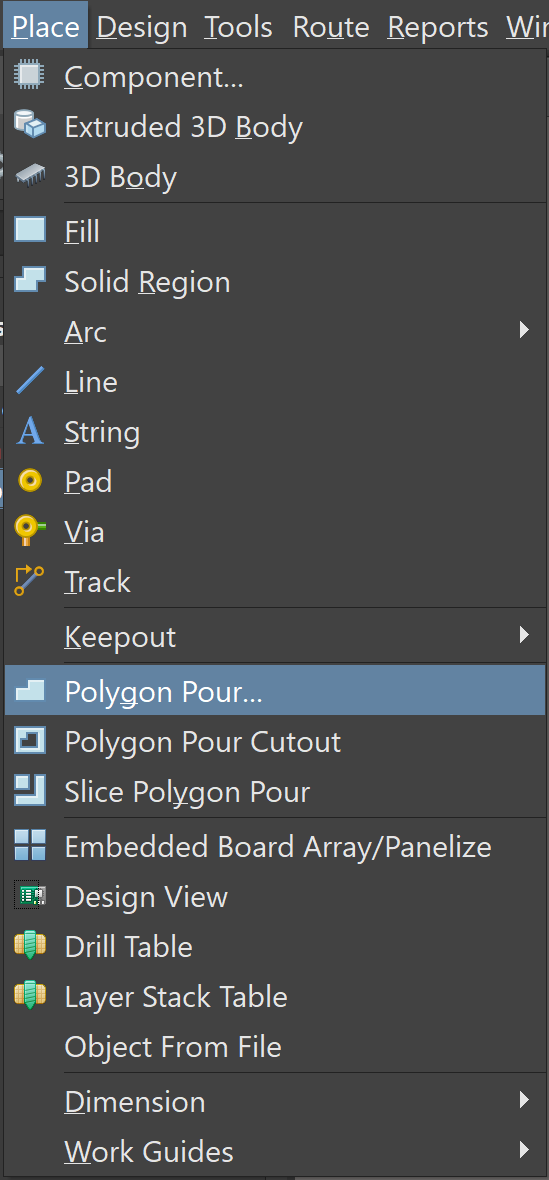 Place Design Tools Route Reports
Component...
Extruded 3D Body
3D Body
Fill
Solid Region
Arc
Line
String
Pad
Via
Track
Keepout
Polygon Pour...
Polygon Pour Cutout
Slice Polygon Pour
Embedded Board Array/Panelize
Design View
Drill Table
Layer Stack Table
Object From File
Dimension
Work Guides